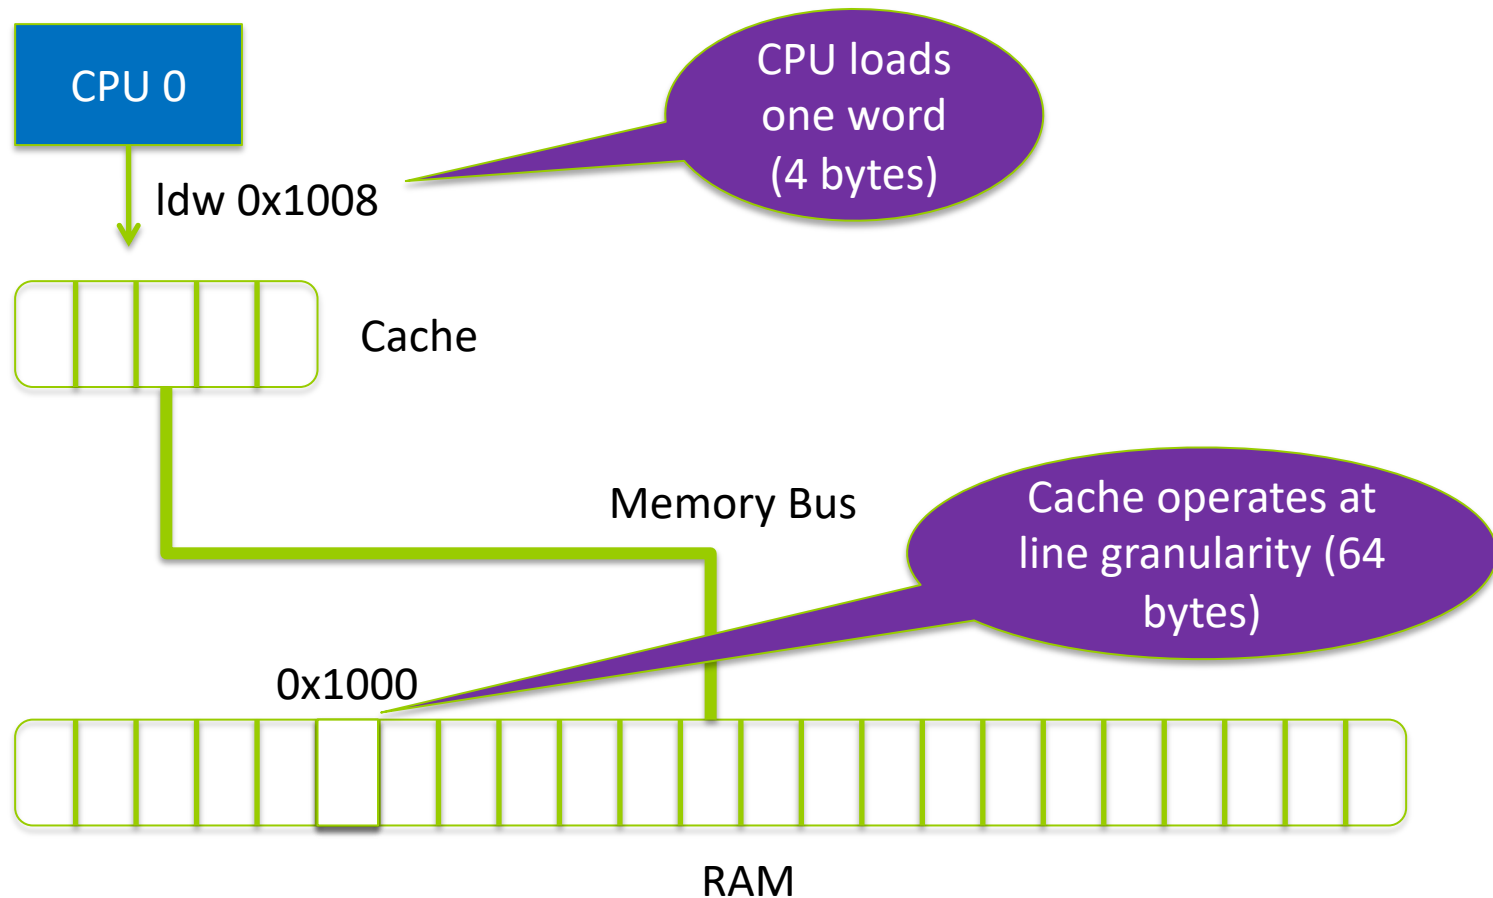 CPU 0
CPU loads
one word
(4 bytes)
ldw 0x1008
Cache
Memory Bus
Cache operates at
line granularity (64
bytes)
0x1000
RAM